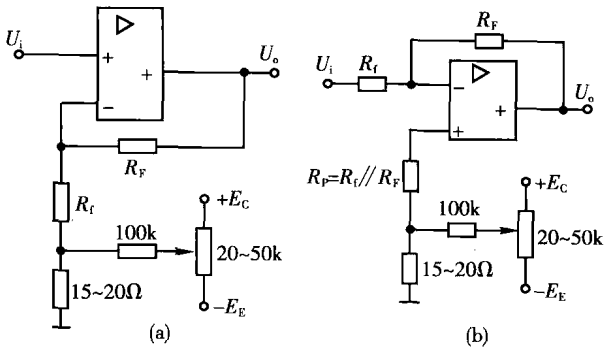 ▷
U_i
+
+
U_o
−
R_F
R_f
100k
+E_C
20~50k
15~20Ω
−E_E
(a)
R_F
U_i
R_f
▷
−
+
U_o
+
R_P=R_f//R_F
+E_C
100k
20~50k
15~20Ω
−E_E
(b)